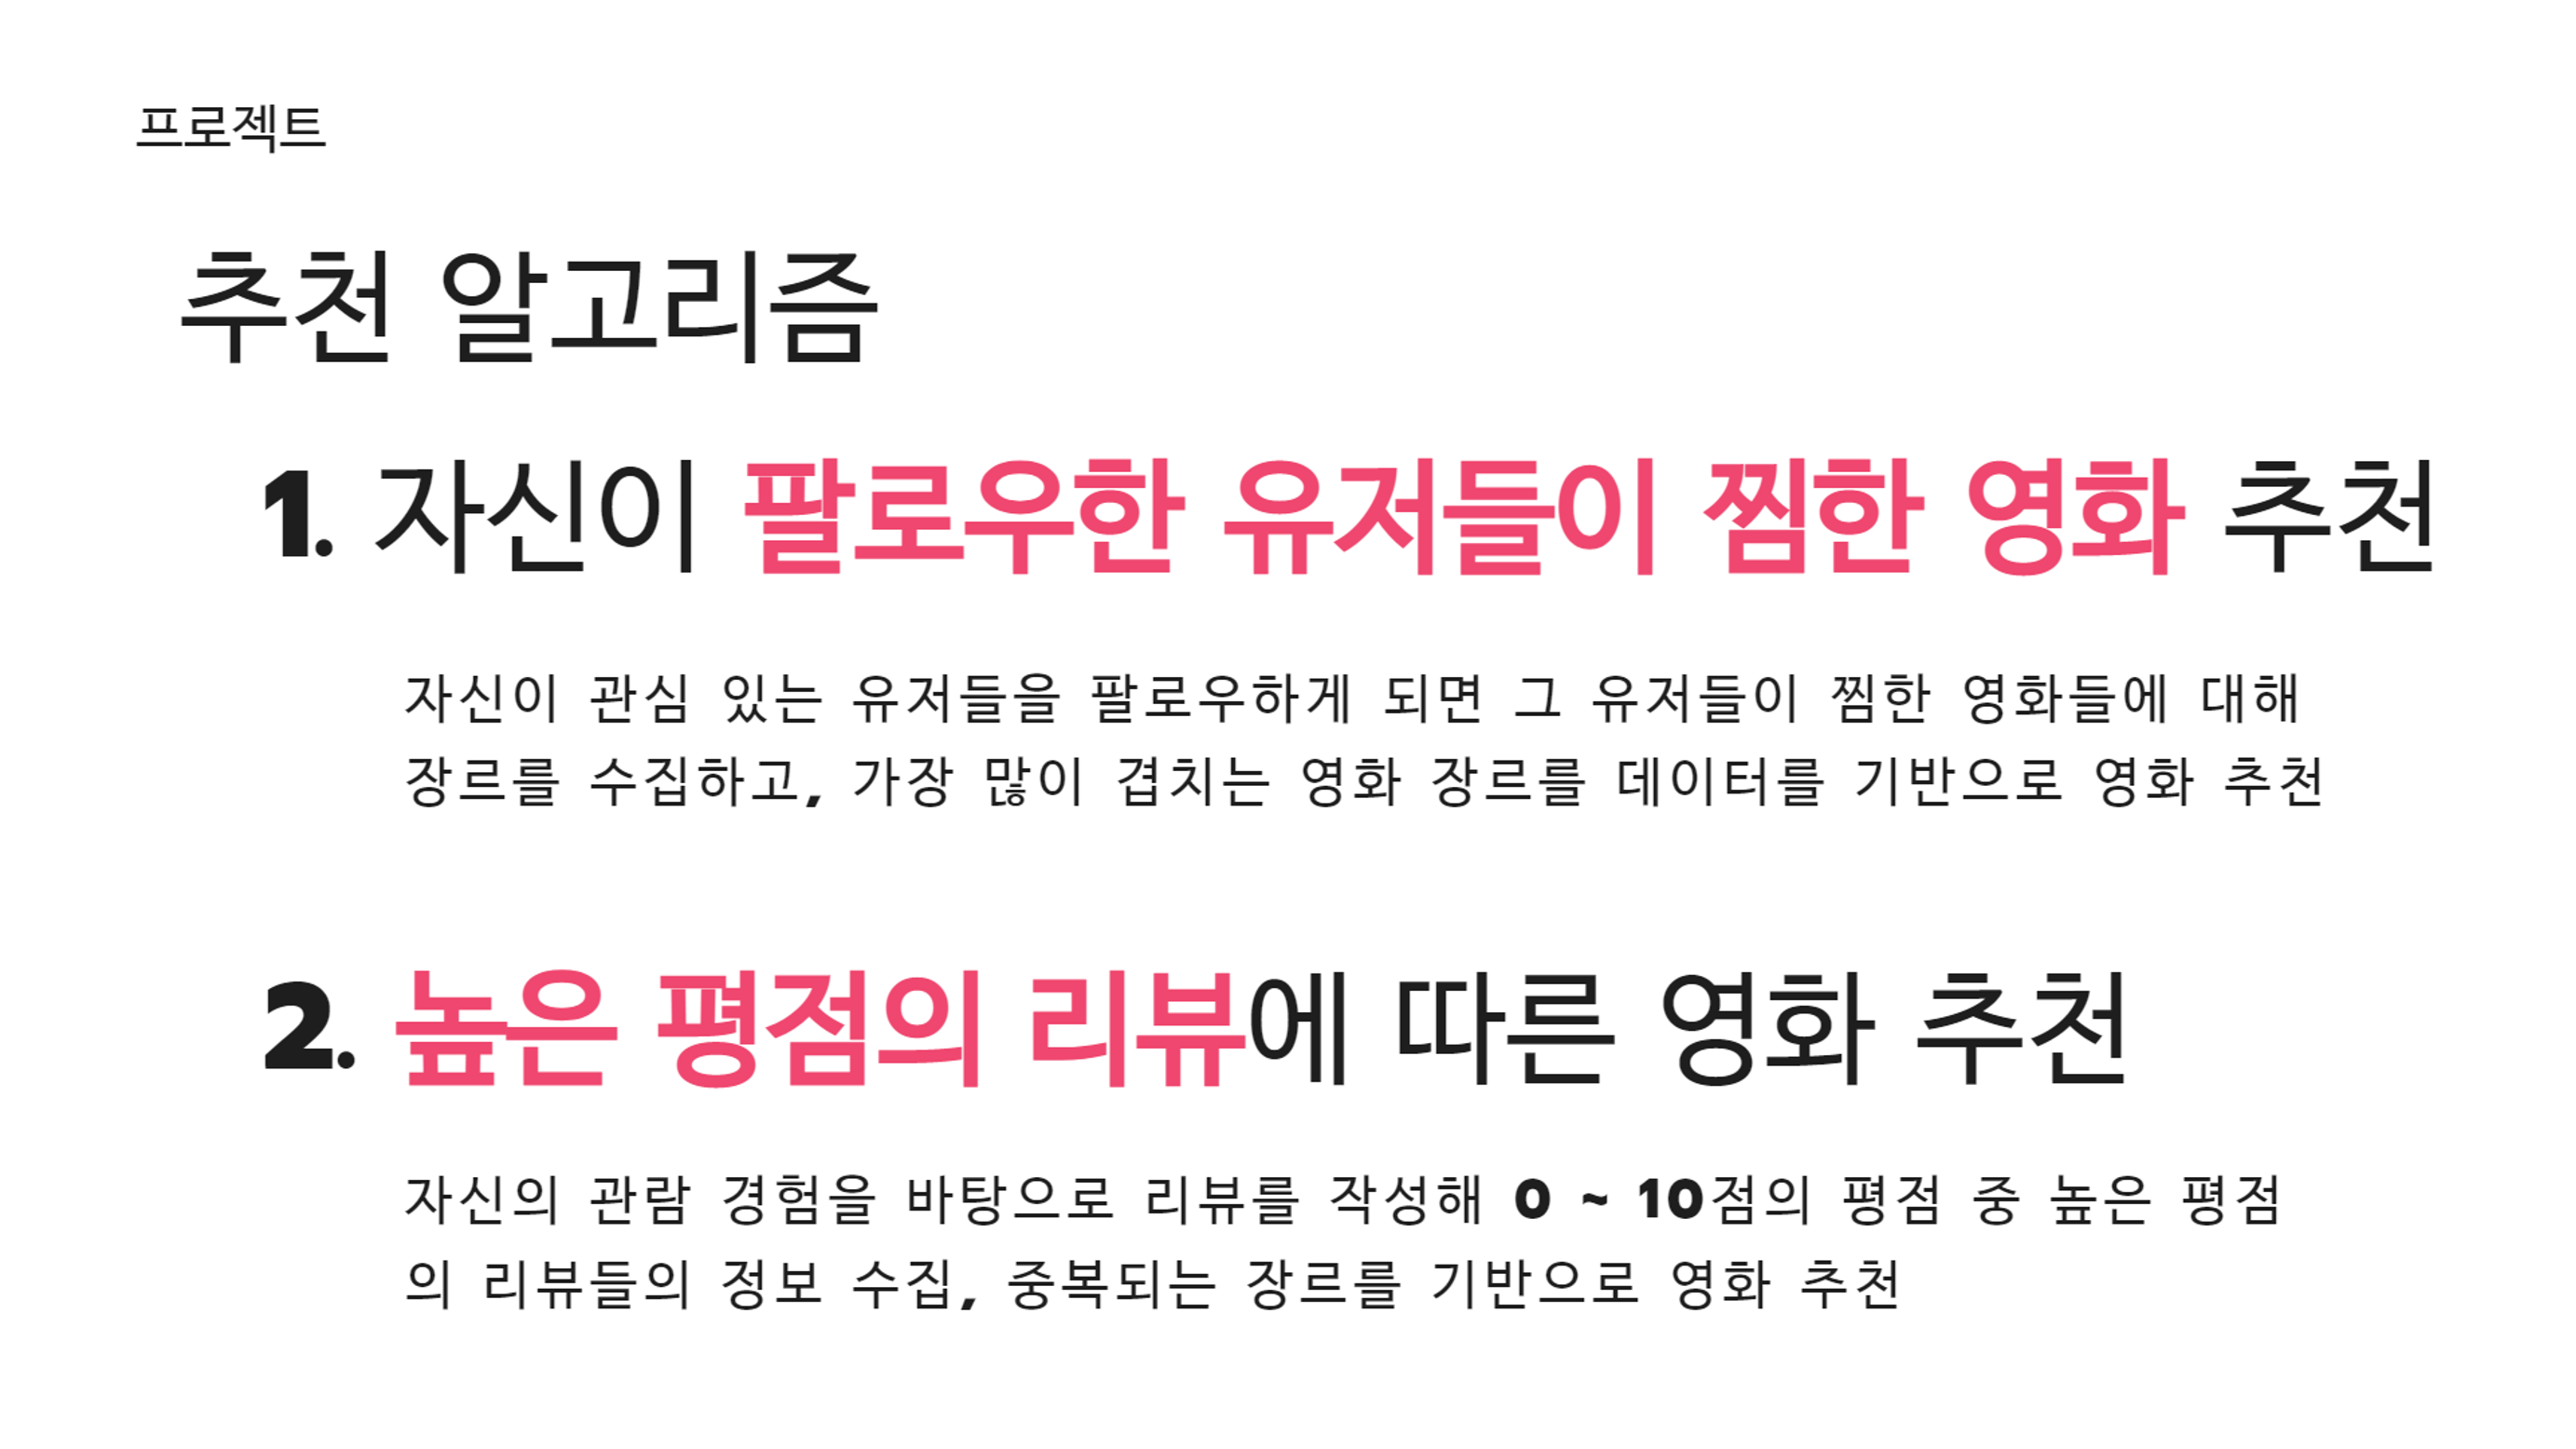 프로젝트
추천 알고리즘
1. 자신이 팔로우한 유저들이 찜한 영화 추천
자신이 관심 있는 유저들을 팔로우하게 되면 그 유저들이 찜한 영화들에 대해
장르를 수집하고, 가장 많이 겹치는 영화 장르를 데이터를 기반으로 영화 추천
2. 높은 평점의 리뷰에 따른 영화 추천
자신의 관람 경험을 바탕으로 리뷰를 작성해 0 ~ 10점의 평점 중 높은 평점
의 리뷰들의 정보 수집, 중복되는 장르를 기반으로 영화 추천